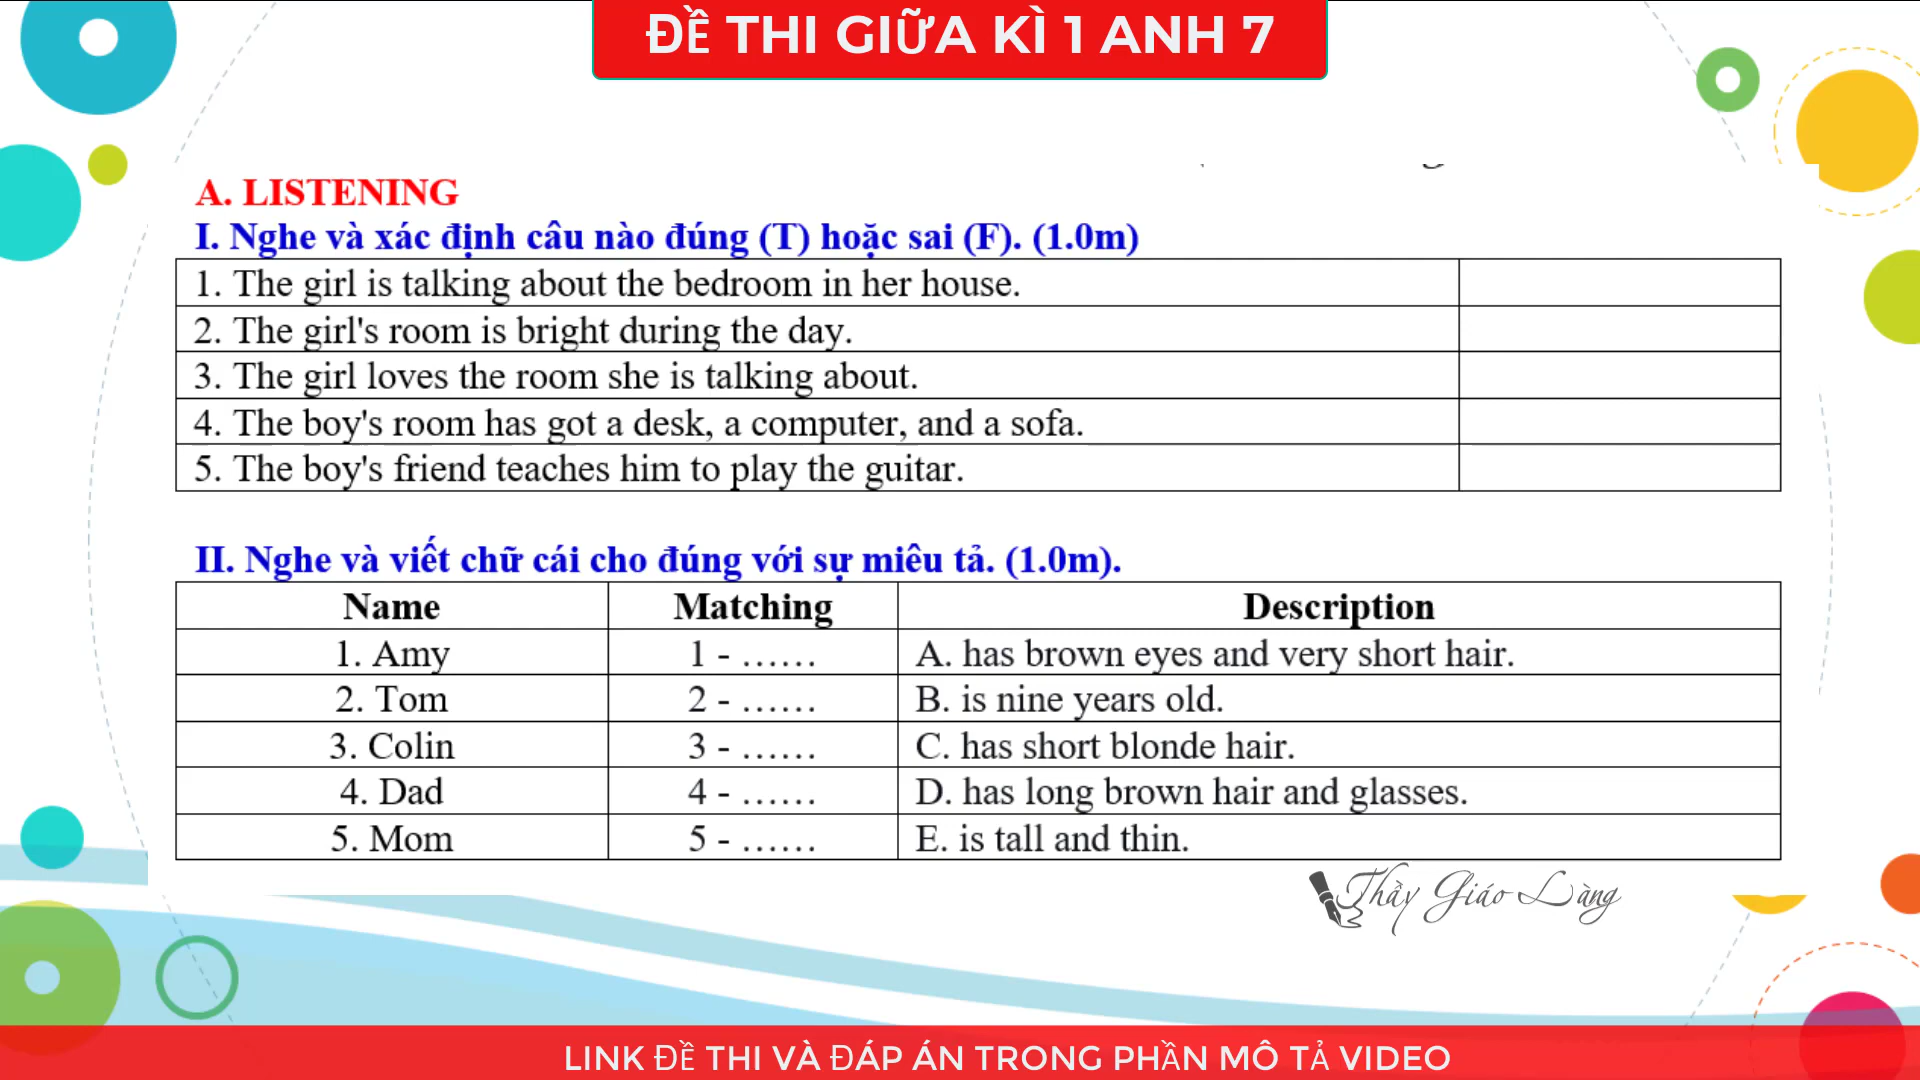 ĐỀ THI GIỮA KÌ 1 ANH 7
A. LISTENING
I. Nghe và xác định câu nào đúng (T) hoặc sai (F). (1.0m)
1. The girl is talking about the bedroom in her house.
2. The girl's room is bright during the day.
3. The girl loves the room she is talking about.
4. The boy's room has got a desk, a computer, and a sofa.
5. The boy's friend teaches him to play the guitar.
II. Nghe và viết chữ cái cho đúng với sự miêu tả. (1.0m).
Name Matching Description
1. Amy 1 - ...... A. has brown eyes and very short hair.
2. Tom 2 - ...... B. is nine years old.
3. Colin 3 - ...... C. has short blonde hair.
4. Dad 4 - ...... D. has long brown hair and glasses.
5. Mom 5 - ...... E. is tall and thin.
Thầy Giáo Làng
LINK ĐỀ THI VÀ ĐÁP ÁN TRONG PHẦN MÔ TẢ VIDEO